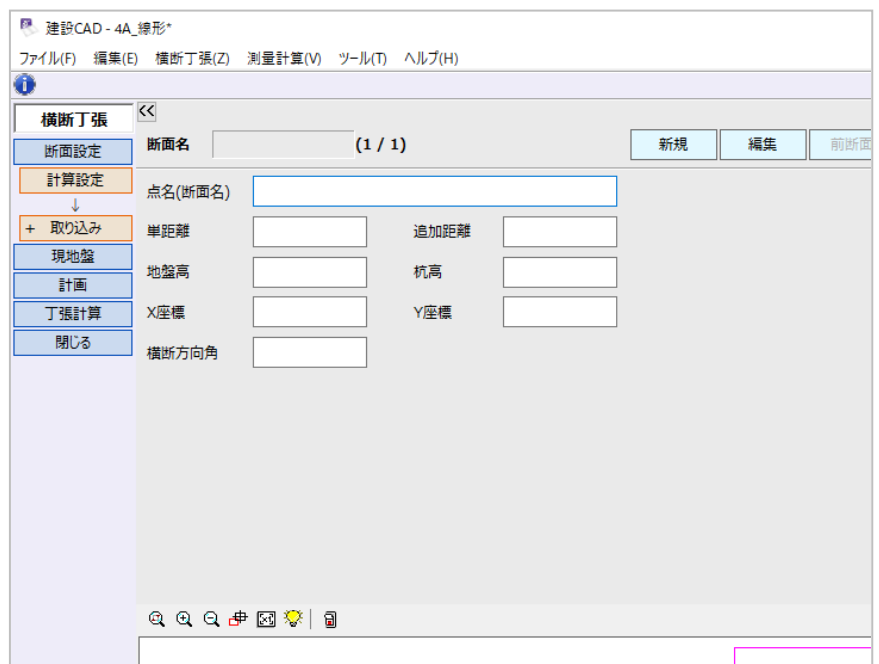 建設CAD - 4A_線形*
ファイル(F) 編集(E) 横断丁張(Z) 測量計算(V) ツール(T) ヘルプ(H)
横断丁張
<<
断面設定
計算設定
↓
+ 取り込み
現地盤
計画
丁張計算
閉じる
断面名 (1 / 1) 新規 編集 前断面
点名(断面名)
単距離 追加距離
地盤高 杭高
X座標 Y座標
横断方向角